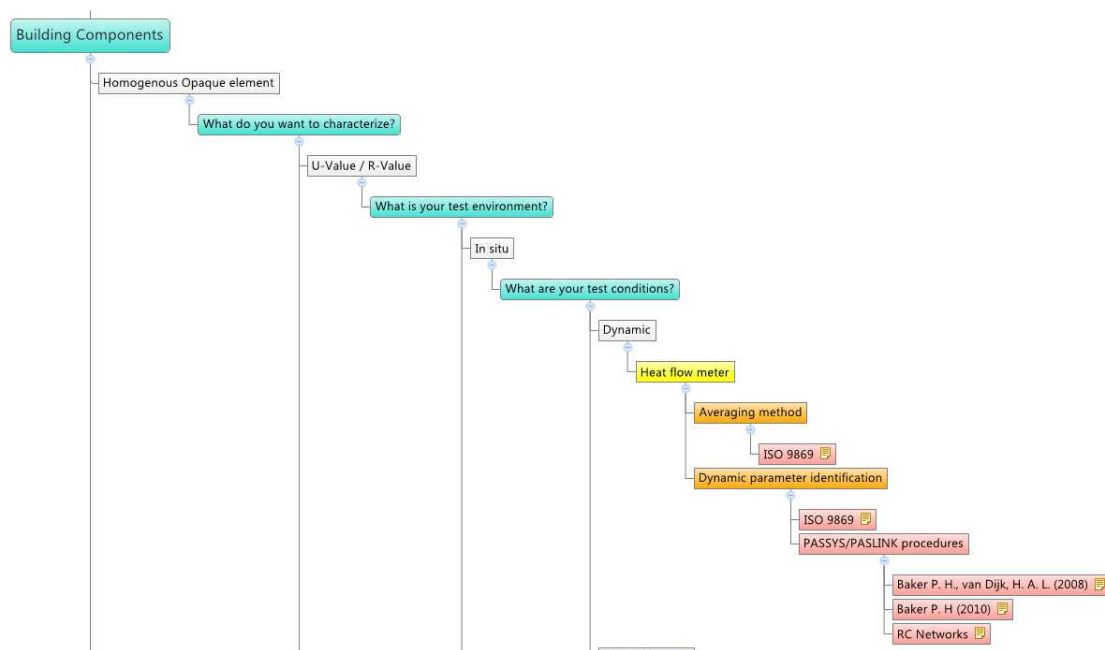 Building Components
Homogenous Opaque element
What do you want to characterize?
U-Value / R-Value
What is your test environment?
In situ
What are your test conditions?
Dynamic
Heat flow meter
Averaging method
ISO 9869
Dynamic parameter identification
ISO 9869
PASSYS/PASLINK procedures
Baker P. H., van Dijk, H. A. L. (2008)
Baker P. H (2010)
RC Networks